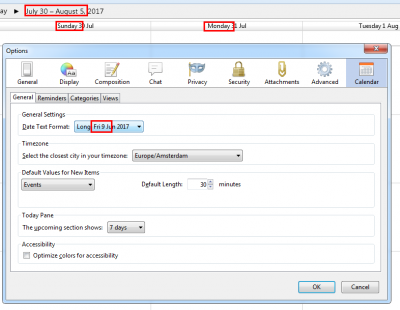 ay ▶ July 30 – August 5, 2017
Sunday 30 Jul Monday 31 Jul Tuesday 1 Aug
Options
General Display Composition Chat Privacy Security Attachments Advanced Calendar
General Reminders Categories Views
General Settings
Date Text Format: Long: Fri 9 Jun 2017
Timezone
Select the closest city in your timezone: Europe/Amsterdam
Default Values for New Items
Events Default Length: 30 minutes
Today Pane
The upcoming section shows: 7 days
Accessibility
Optimize colors for accessibility
OK Cancel